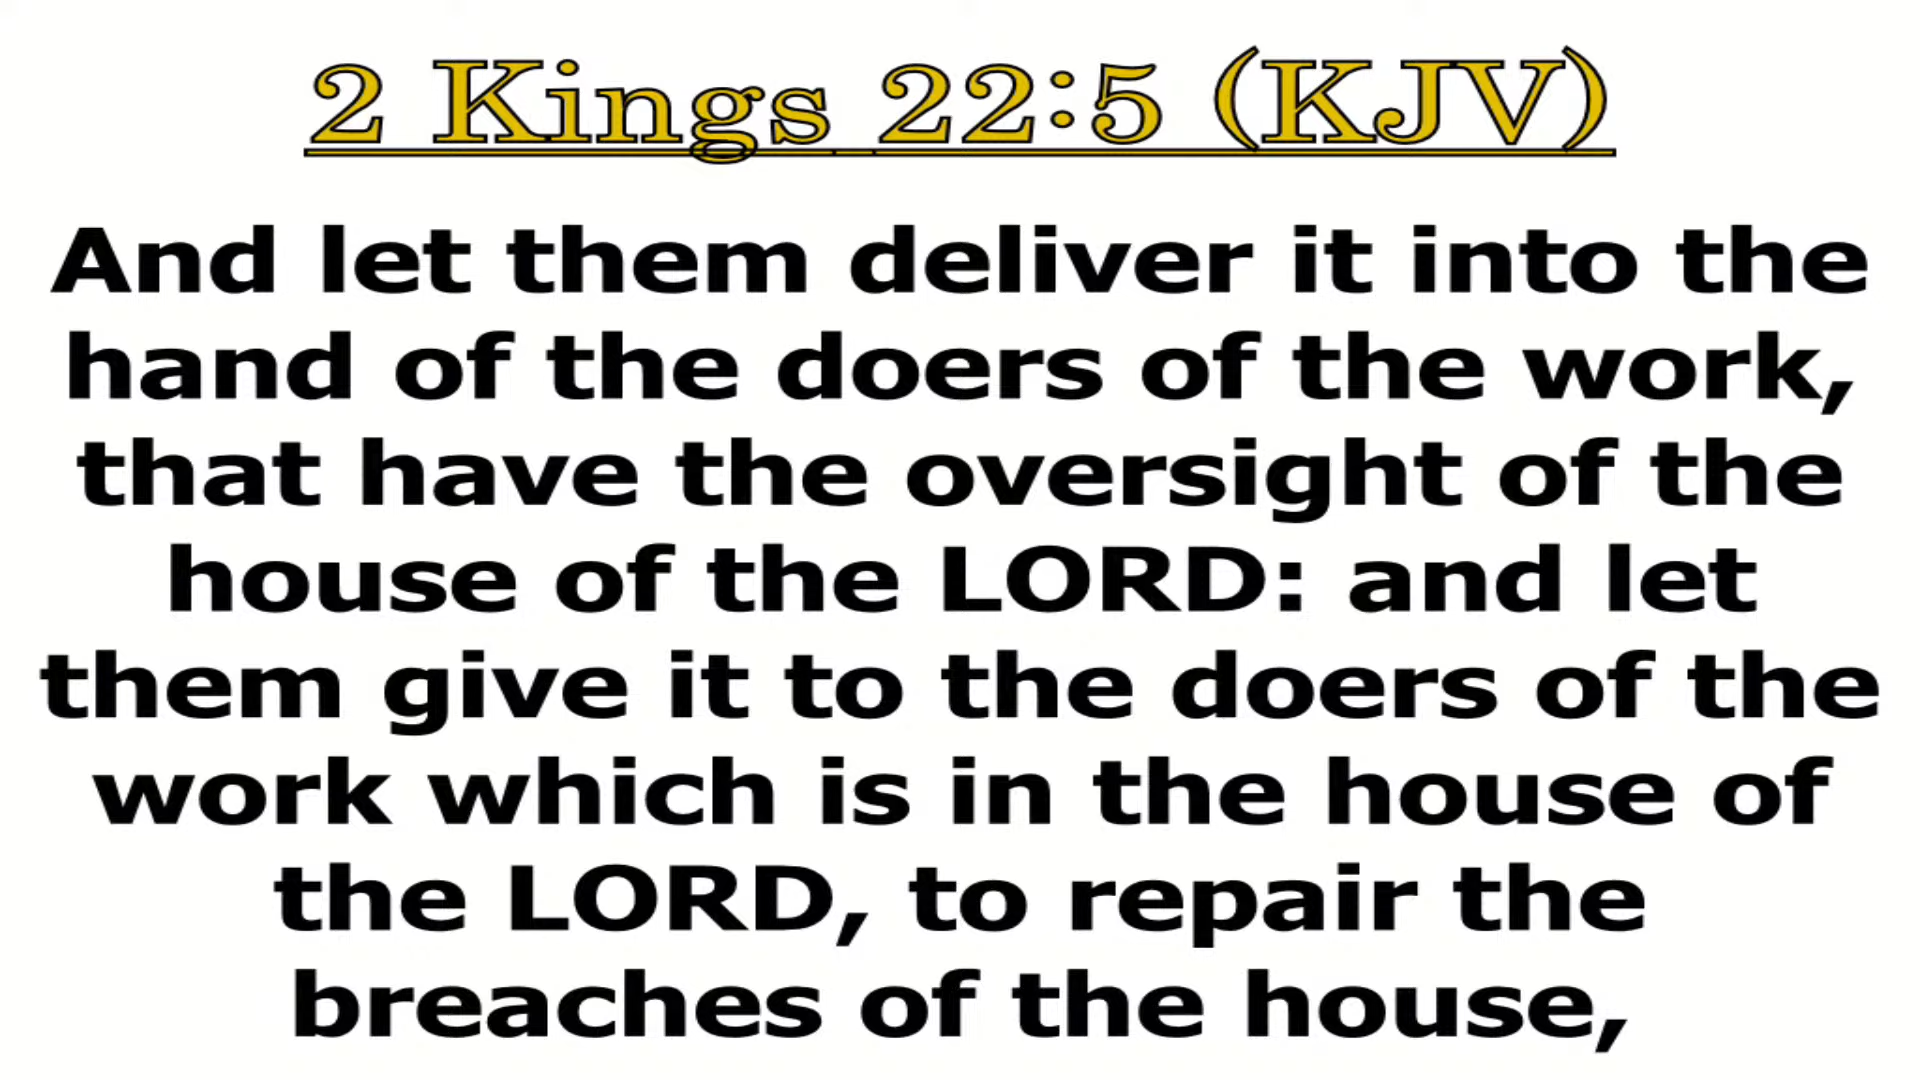 2 Kings 22:5 (KJV)
And let them deliver it into the
hand of the doers of the work,
that have the oversight of the
house of the LORD: and let
them give it to the doers of the
work which is in the house of
the LORD, to repair the
breaches of the house,